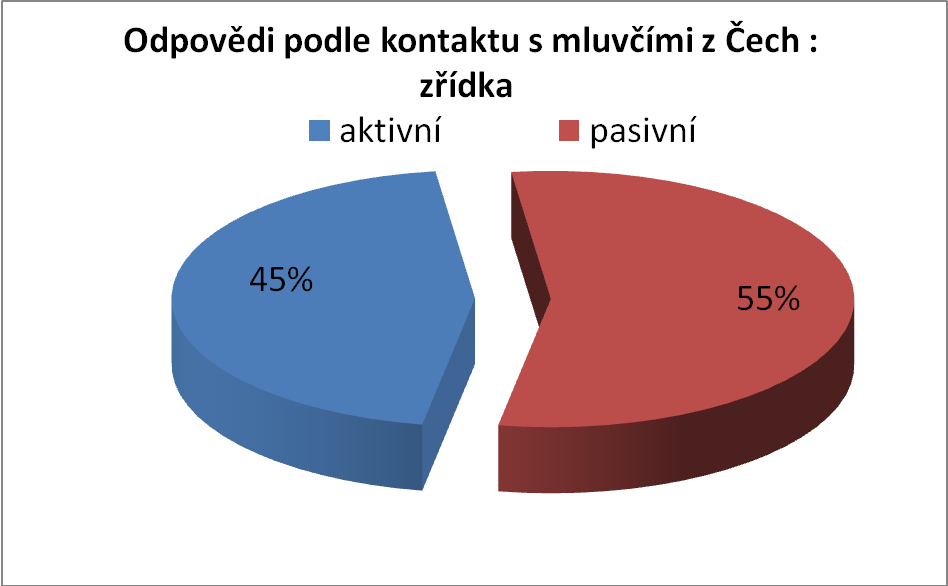 Odpovědi podle kontaktu s mluvčími z Čech :
zřídka
aktivní pasivní
45%
55%